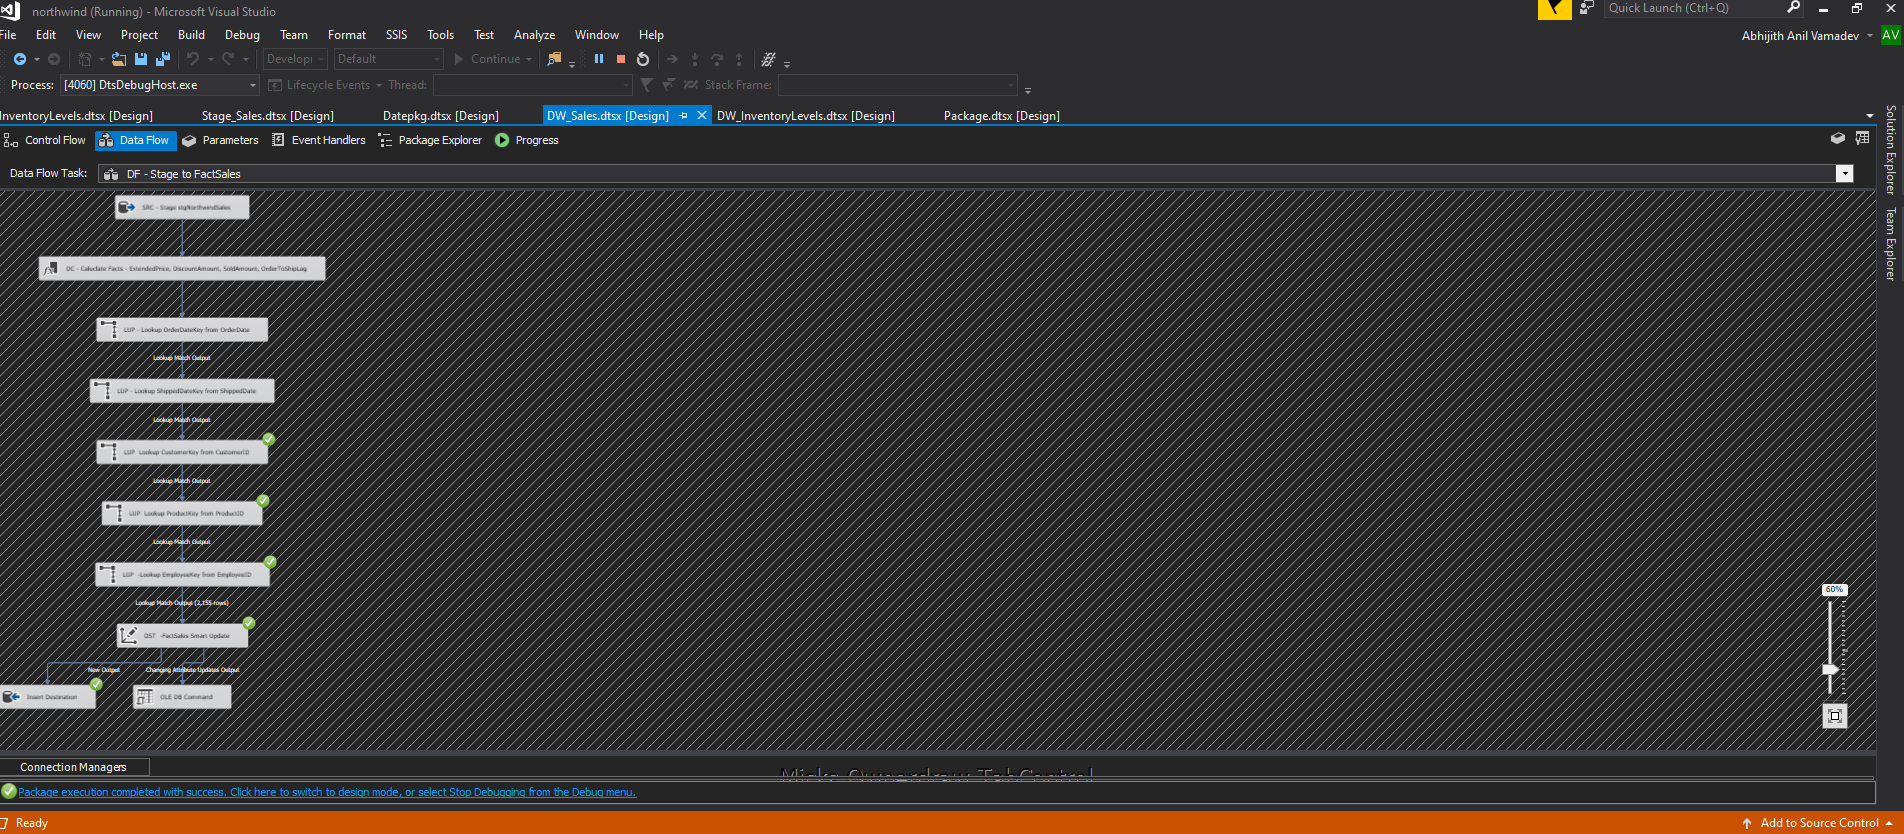 northwind (Running) - Microsoft Visual Studio
Quick Launch (Ctrl+Q)
File Edit View Project Build Debug Team Format SSIS Tools Test Analyze Window Help
Abhijith Anil Vamadev AV
Developi Default Continue
Process: [4060] DtsDebugHost.exe Lifecycle Events Thread: Stack Frame:
InventoryLevels.dtsx [Design] Stage_Sales.dtsx [Design] Datepkg.dtsx [Design] DW_Sales.dtsx [Design] DW_InventoryLevels.dtsx [Design] Package.dtsx [Design]
Control Flow Data Flow Parameters Event Handlers Package Explorer Progress
Data Flow Task: DF - Stage to FactSales
Solution Explorer
Team Explorer
SRC - Stage stgNorthwindSales
DC - Caluclate Facts - ExtendedPrice, DiscountAmount, SoldAmount, OrderToShipLag
LUP - Lookup OrderDateKey from OrderDate
Lookup Match Output
LUP - Lookup ShippedDateKey from ShippedDate
Lookup Match Output
LUP Lookup CustomerKey from CustomerID
Lookup Match Output
LUP Lookup ProductKey from ProductID
Lookup Match Output
LUP -Lookup EmployeeKey from EmployeeID
Lookup Match Output (2,155 rows)
DST -FactSales Smart Update
New Output Changing Attribute Updates Output
Insert Destination OLE DB Command
60%
Connection Managers
Package execution completed with success. Click here to switch to design mode, or select Stop Debugging from the Debug menu.
Ready Add to Source Control